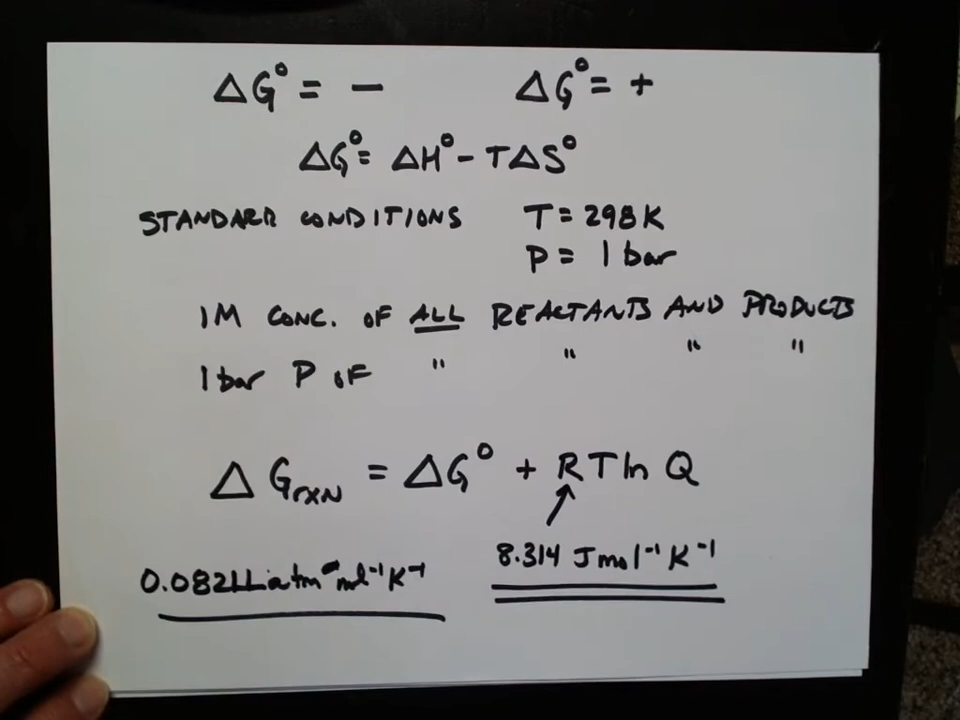 ΔG° = −     ΔG° = +
ΔG° = ΔH° − TΔS°
STANDARD CONDITIONS     T = 298K
P = 1 bar
1M CONC. OF ALL REACTANTS AND PRODUCTS
1 bar P OF " " " "
ΔGrxn = ΔG° + RT ln Q
8.314 J mol⁻¹ K⁻¹
0.0821 L·atm mol⁻¹ K⁻¹